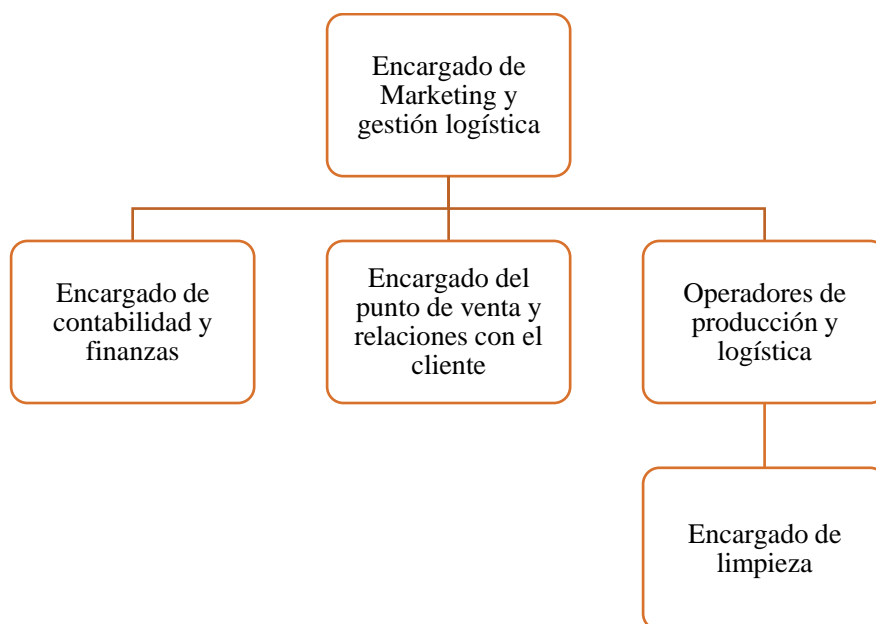 Encargado de
Marketing y
gestión logística
Encargado de
contabilidad y
finanzas
Encargado del
punto de venta y
relaciones con el
cliente
Operadores de
producción y
logística
Encargado de
limpieza